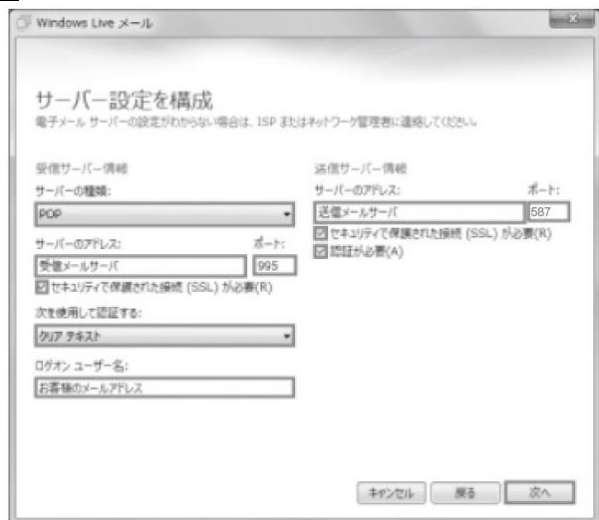 Windows Live メール
サーバー設定を構成
電子メール サーバーの設定がわからない場合は、ISP またはネットワーク管理者に連絡してください。
受信サーバー情報
サーバーの種類:
POP
サーバーのアドレス:
ポート:
受信メールサーバ
995
セキュリティで保護された接続 (SSL) が必要(R)
次を使用して認証する:
クリア テキスト
ログオン ユーザー名:
お客様のメールアドレス
送信サーバー情報
サーバーのアドレス:
ポート:
送信メールサーバ
587
セキュリティで保護された接続 (SSL) が必要(R)
認証が必要(A)
キャンセル
戻る
次へ